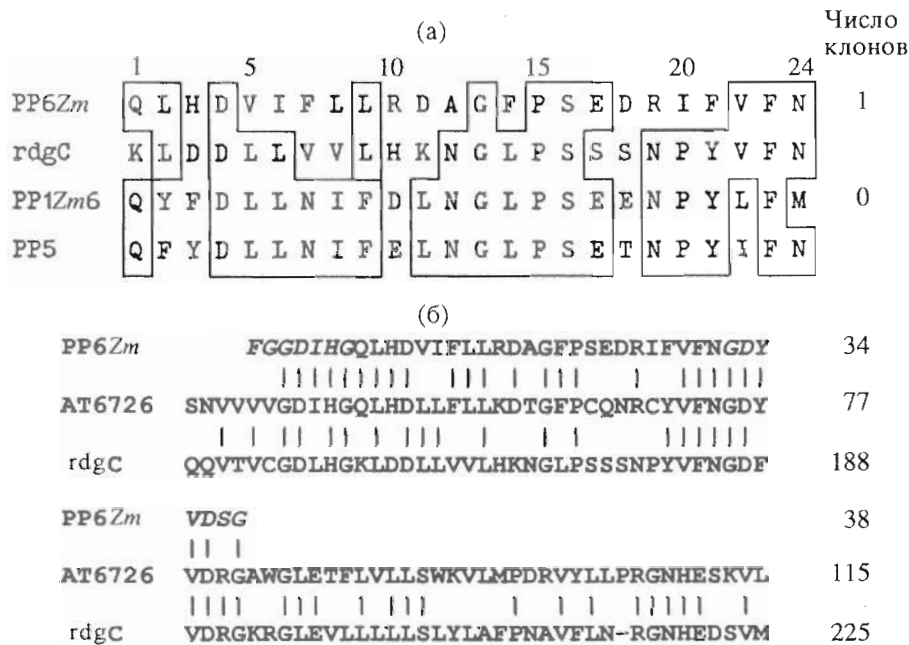 (а)
Число
клонов
1 5 10 15 20 24
PP6Zm Q L H D V I F L L R D A G F P S E D R I F V F N 1
rdgC K L D D L L V V L H K N G L P S S S N P Y V F N
PP1Zm6 Q Y F D L L N I F D L N G L P S E E N P Y L F M 0
PP5 Q F Y D L L N I F E L N G L P S E T N P Y I F N
(б)
PP6Zm FGGDIHGQLHDVIFLLRDAGFPSEDRIFVFNGDY 34
AT6726 SNVVVVGDIHGQLHDLLFLLKDTGFPCQNRCYVFNGDY 77
rdgC QQVTVCGDLHGKLDDLLVVLHKNGLPSSSNPYVFNGDF 188
PP6Zm VDSG 38
AT6726 VDRGAWGLETFLVLLSWKVLMPDRVYLLPRGNHESKVL 115
rdgC VDRGKRGLEVLLLLLSLYLAFPNAVFLN-RGNHEDSVM 225